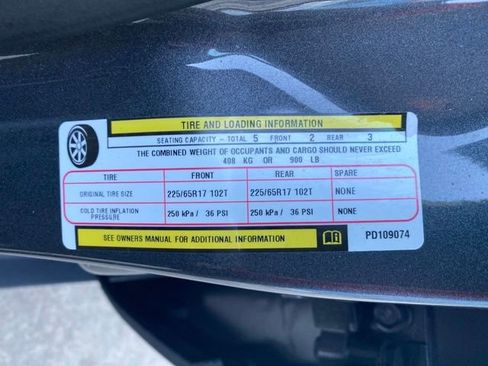 TIRE AND LOADING INFORMATION
SEATING CAPACITY - TOTAL 5 FRONT 2 REAR 3
THE COMBINED WEIGHT OF OCCUPANTS AND CARGO SHOULD NEVER EXCEED
408 KG OR 900 LB
TIRE FRONT REAR SPARE
ORIGINAL TIRE SIZE 225/65R17 102T 225/65R17 102T NONE
COLD TIRE INFLATION PRESSURE 250 kPa / 36 PSI 250 kPa / 36 PSI NONE
SEE OWNERS MANUAL FOR ADDITIONAL INFORMATION PD109074